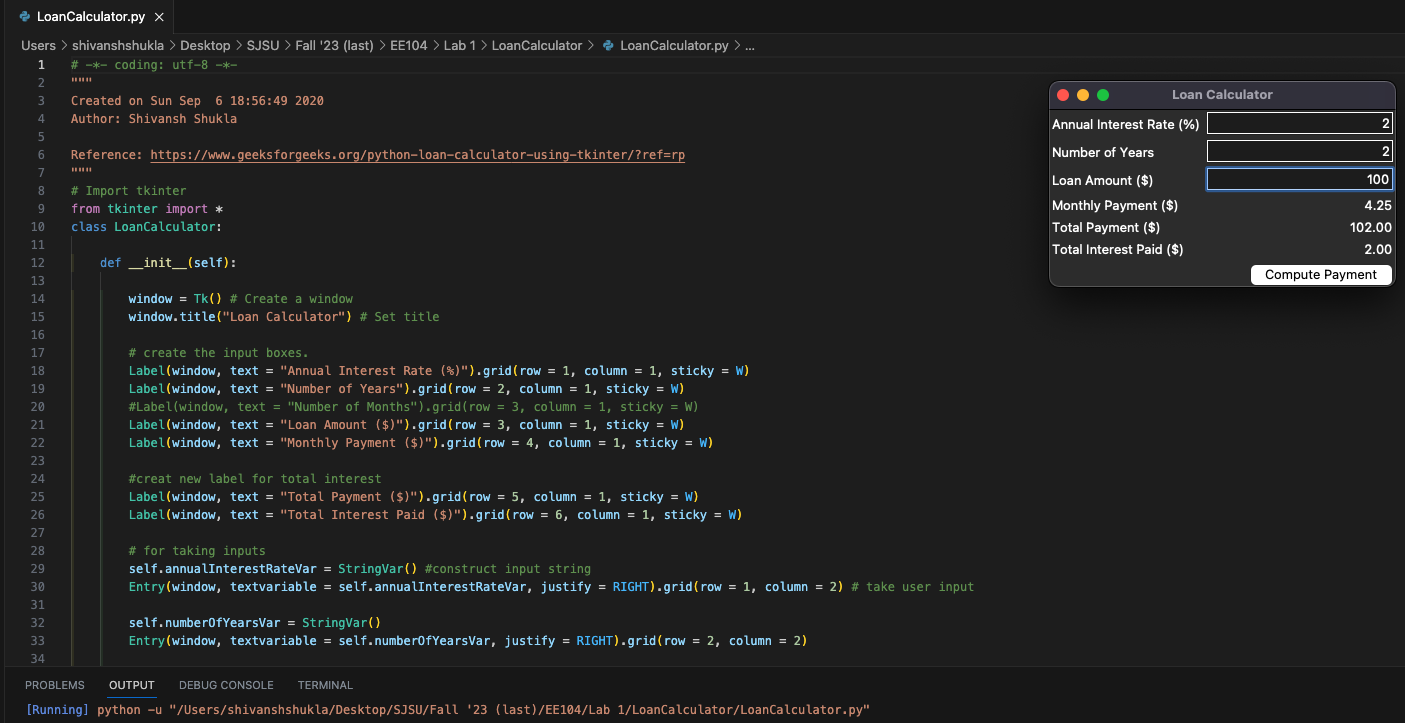 LoanCalculator.py ×
Users > shivanshshukla > Desktop > SJSU > Fall '23 (last) > EE104 > Lab 1 > LoanCalculator > LoanCalculator.py > ...
1 # -*- coding: utf-8 -*-
2 """
3 Created on Sun Sep  6 18:56:49 2020
4 Author: Shivansh Shukla
5
6 Reference: https://www.geeksforgeeks.org/python-loan-calculator-using-tkinter/?ref=rp
7 """
8 # Import tkinter
9 from tkinter import *
10 class LoanCalculator:
11
12     def __init__(self):
13
14         window = Tk() # Create a window
15         window.title("Loan Calculator") # Set title
16
17         # create the input boxes.
18         Label(window, text = "Annual Interest Rate (%)").grid(row = 1, column = 1, sticky = W)
19         Label(window, text = "Number of Years").grid(row = 2, column = 1, sticky = W)
20         #Label(window, text = "Number of Months").grid(row = 3, column = 1, sticky = W)
21         Label(window, text = "Loan Amount ($)").grid(row = 3, column = 1, sticky = W)
22         Label(window, text = "Monthly Payment ($)").grid(row = 4, column = 1, sticky = W)
23
24         #creat new label for total interest
25         Label(window, text = "Total Payment ($)").grid(row = 5, column = 1, sticky = W)
26         Label(window, text = "Total Interest Paid ($)").grid(row = 6, column = 1, sticky = W)
27
28         # for taking inputs
29         self.annualInterestRateVar = StringVar() #construct input string
30         Entry(window, textvariable = self.annualInterestRateVar, justify = RIGHT).grid(row = 1, column = 2) # take user input
31
32         self.numberOfYearsVar = StringVar()
33         Entry(window, textvariable = self.numberOfYearsVar, justify = RIGHT).grid(row = 2, column = 2)
34
Loan Calculator
Annual Interest Rate (%) 2
Number of Years 2
Loan Amount ($) 100
Monthly Payment ($) 4.25
Total Payment ($) 102.00
Total Interest Paid ($) 2.00
Compute Payment
PROBLEMS OUTPUT DEBUG CONSOLE TERMINAL
[Running] python -u "/Users/shivanshshukla/Desktop/SJSU/Fall '23 (last)/EE104/Lab 1/LoanCalculator/LoanCalculator.py"